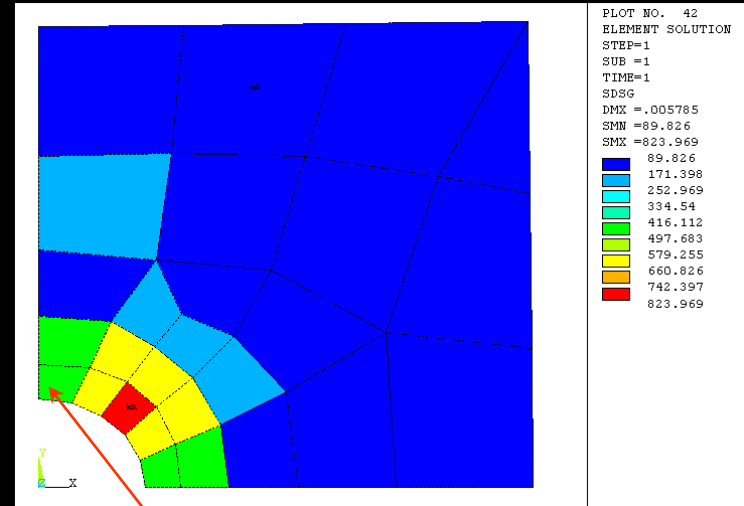 PLOT NO. 42
ELEMENT SOLUTION
STEP=1
SUB =1
TIME=1
SDSG
DMX =.005785
SMN =89.826
SMX =823.969
89.826
171.398
252.969
334.54
416.112
497.683
579.255
660.826
742.397
823.969
MX
Y
Z X